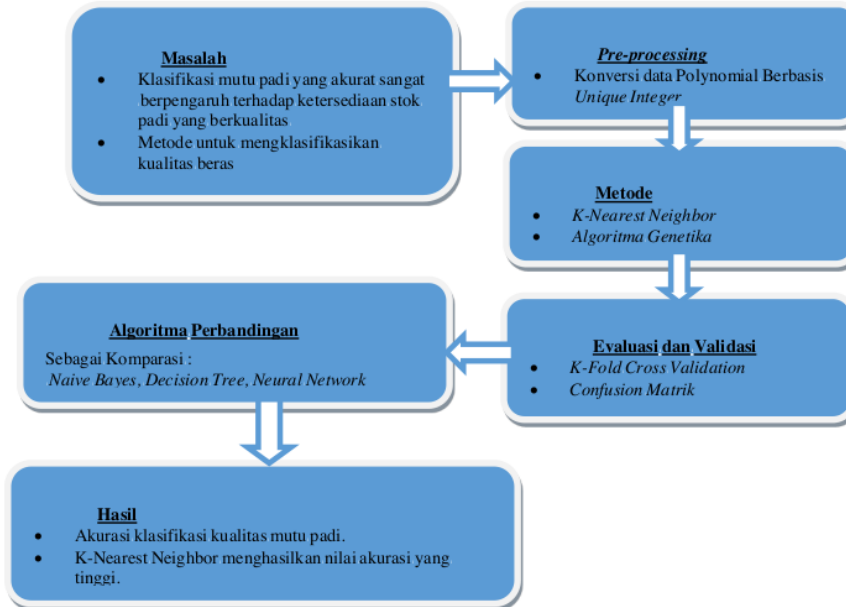 Masalah
• Klasifikasi mutu padi yang akurat sangat
berpengaruh terhadap ketersediaan stok
padi yang berkualitas
• Metode untuk mengklasifikasikan
kualitas beras
Pre-processing
• Konversi data Polynomial Berbasis
Unique Integer
Metode
• K-Nearest Neighbor
• Algoritma Genetika
Evaluasi dan Validasi
• K-Fold Cross Validation
• Confusion Matrik
Algoritma Perbandingan
Sebagai Komparasi :
Naive Bayes, Decision Tree, Neural Network
Hasil
• Akurasi klasifikasi kualitas mutu padi.
• K-Nearest Neighbor menghasilkan nilai akurasi yang
tinggi.